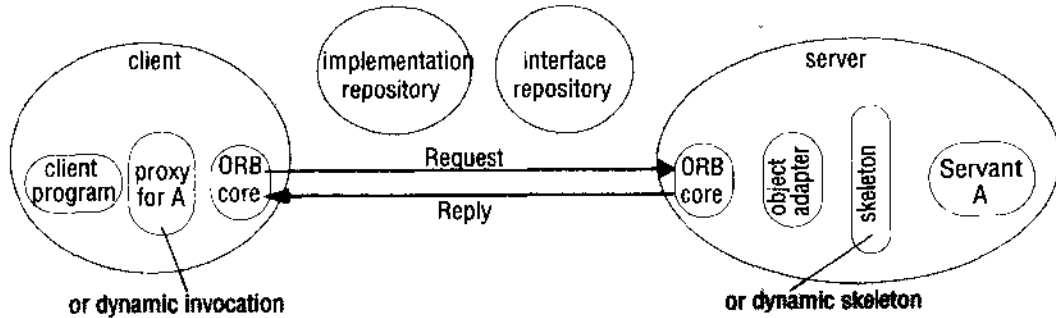 client
implementation
repository
interface
repository
server
client
program
proxy
for A
ORB
core
Request
Reply
ORB
core
object
adapter
skeleton
Servant
A
or dynamic invocation
or dynamic skeleton